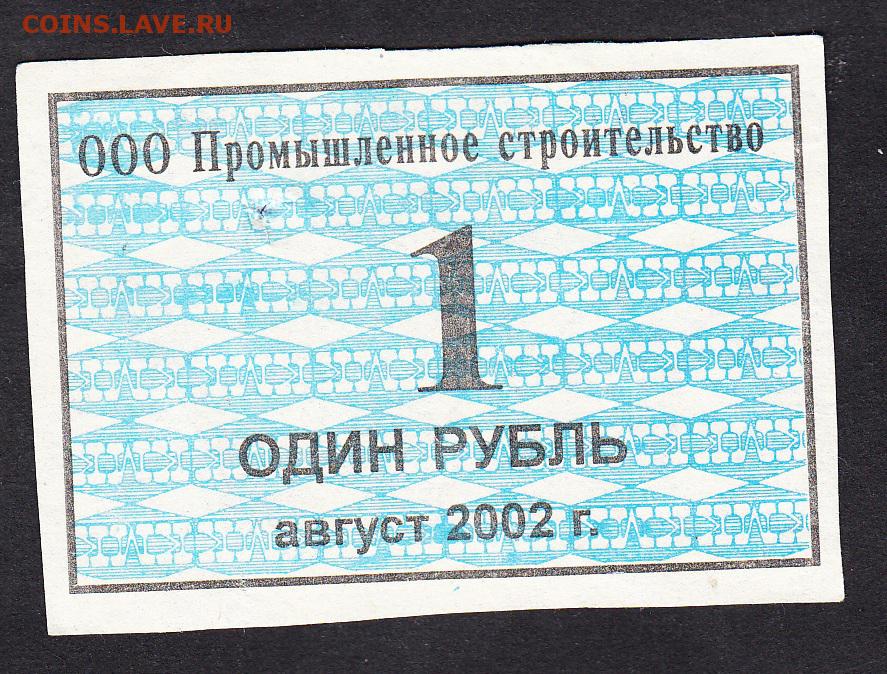 COINS.LAVE.RU
ООО Промышленное строительство
1
ОДИН РУБЛЬ
август 2002 г.